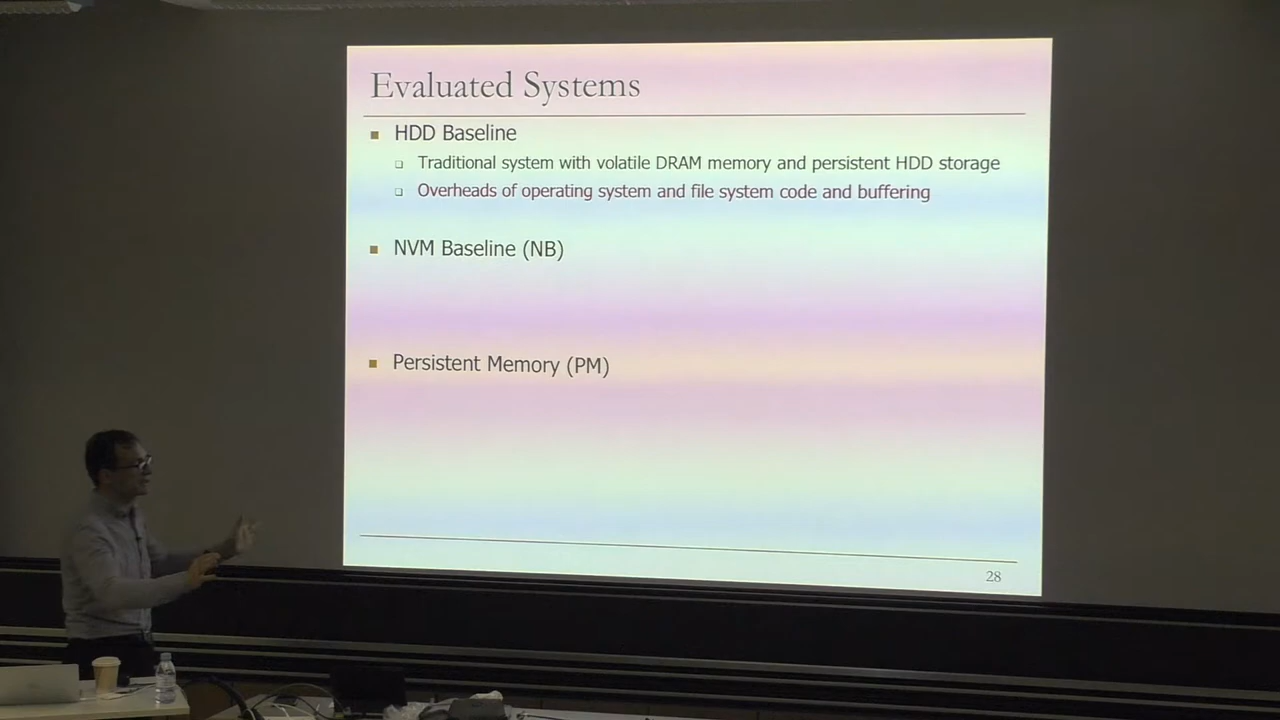 Evaluated Systems
HDD Baseline
Traditional system with volatile DRAM memory and persistent HDD storage
Overheads of operating system and file system code and buffering
NVM Baseline (NB)
Persistent Memory (PM)
28